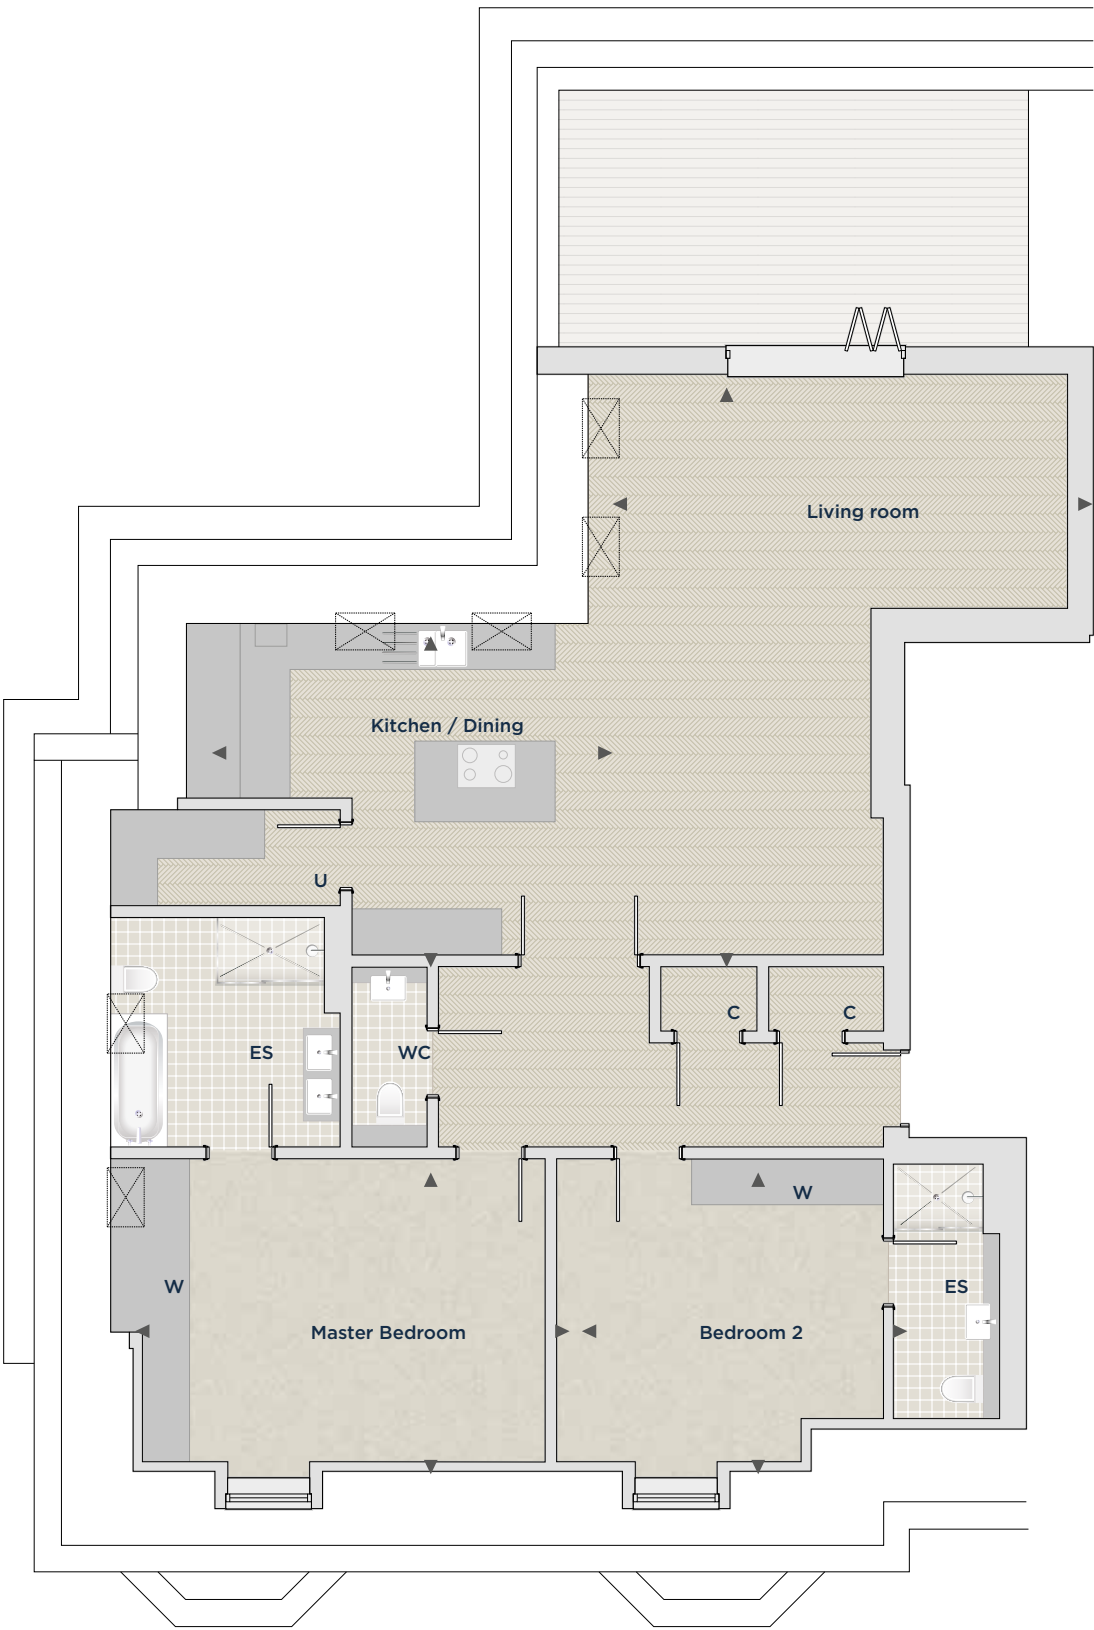 Living room
Kitchen / Dining
U
C
C
ES
WC
W
W
ES
Master Bedroom
Bedroom 2